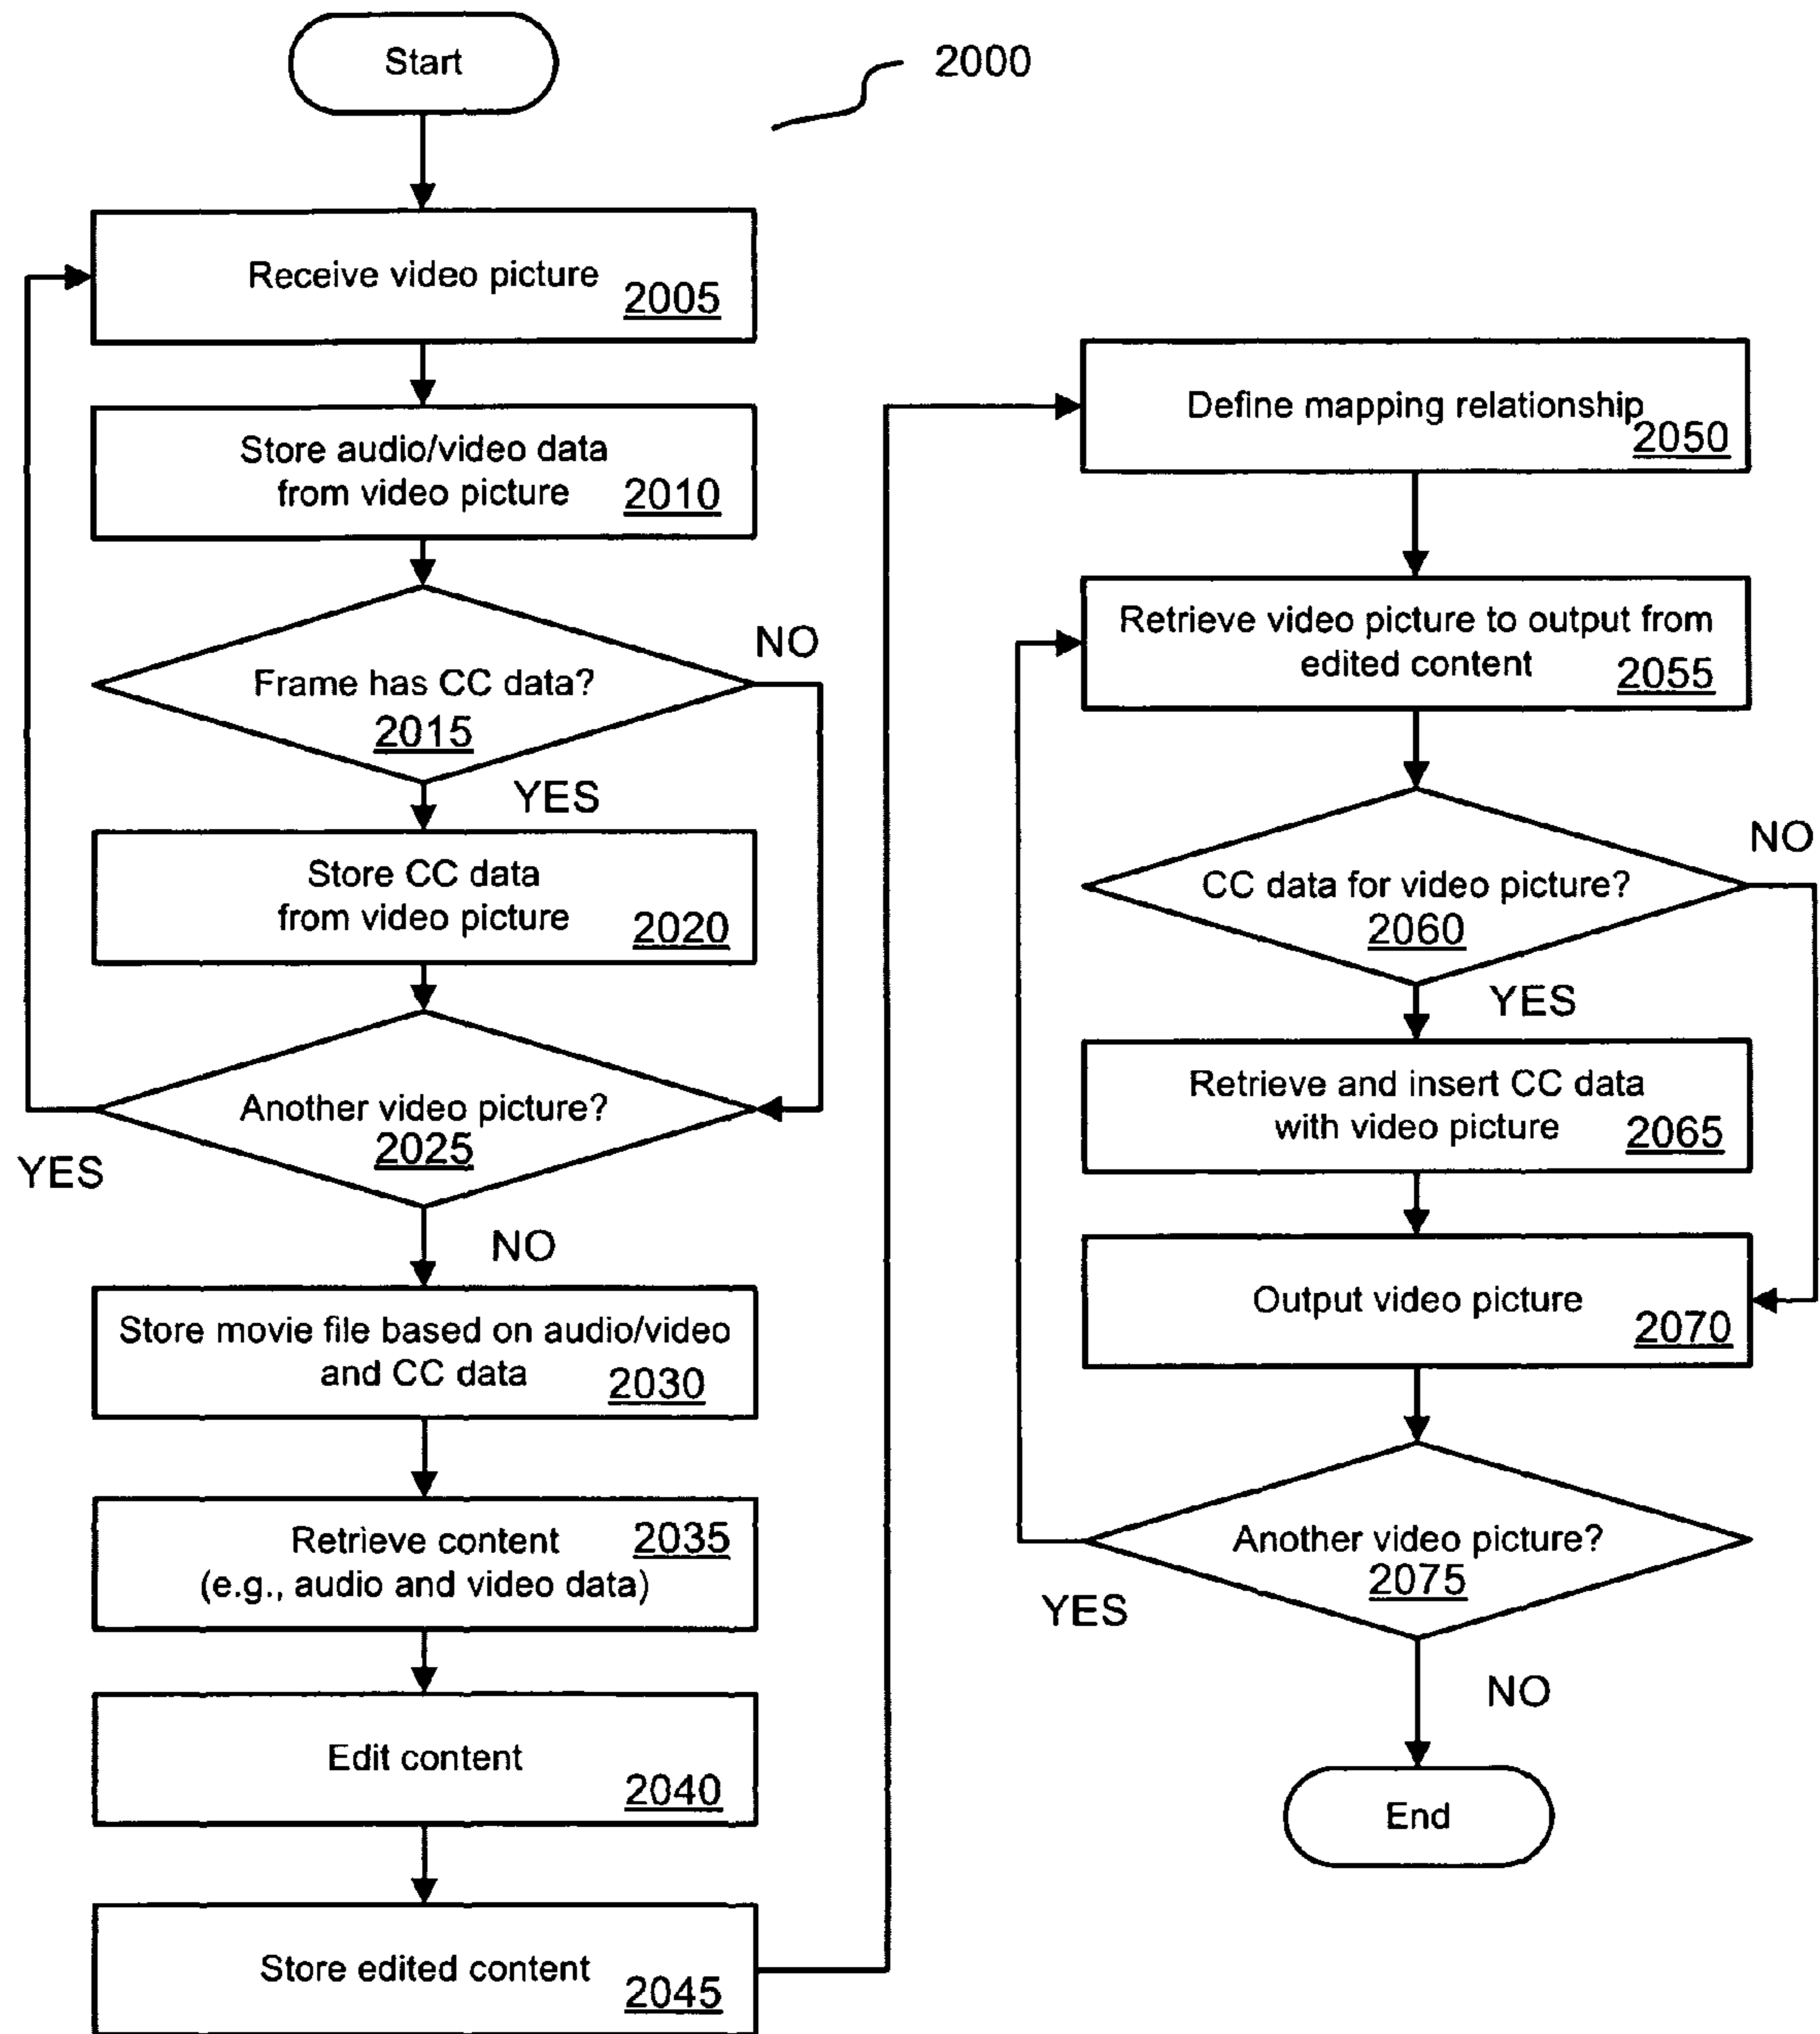 Start
2000
Receive video picture
2005
Store audio/video data
from video picture
2010
Frame has CC data?
2015
NO
YES
Store CC data
from video picture
2020
Another video picture?
2025
YES
NO
Store movie file based on audio/video
and CC data
2030
Retrieve content
2035
(e.g., audio and video data)
Edit content
2040
Store edited content
2045
Define mapping relationship
2050
Retrieve video picture to output from
edited content
2055
CC data for video picture?
2060
NO
YES
Retrieve and insert CC data
with video picture
2065
Output video picture
2070
Another video picture?
2075
YES
NO
End